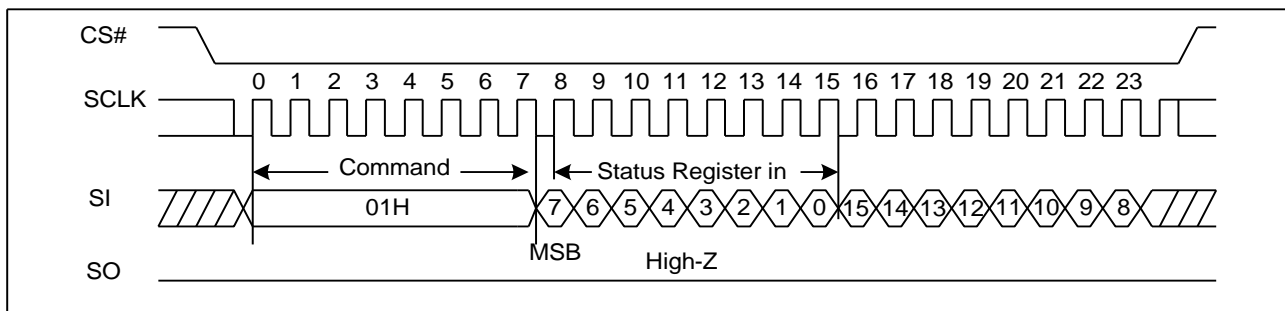 CS#
0 1 2 3 4 5 6 7 8 9 10 11 12 13 14 15 16 17 18 19 20 21 22 23
SCLK
Command Status Register in
SI 01H 7 6 5 4 3 2 1 0 15 14 13 12 11 10 9 8
MSB High-Z
SO